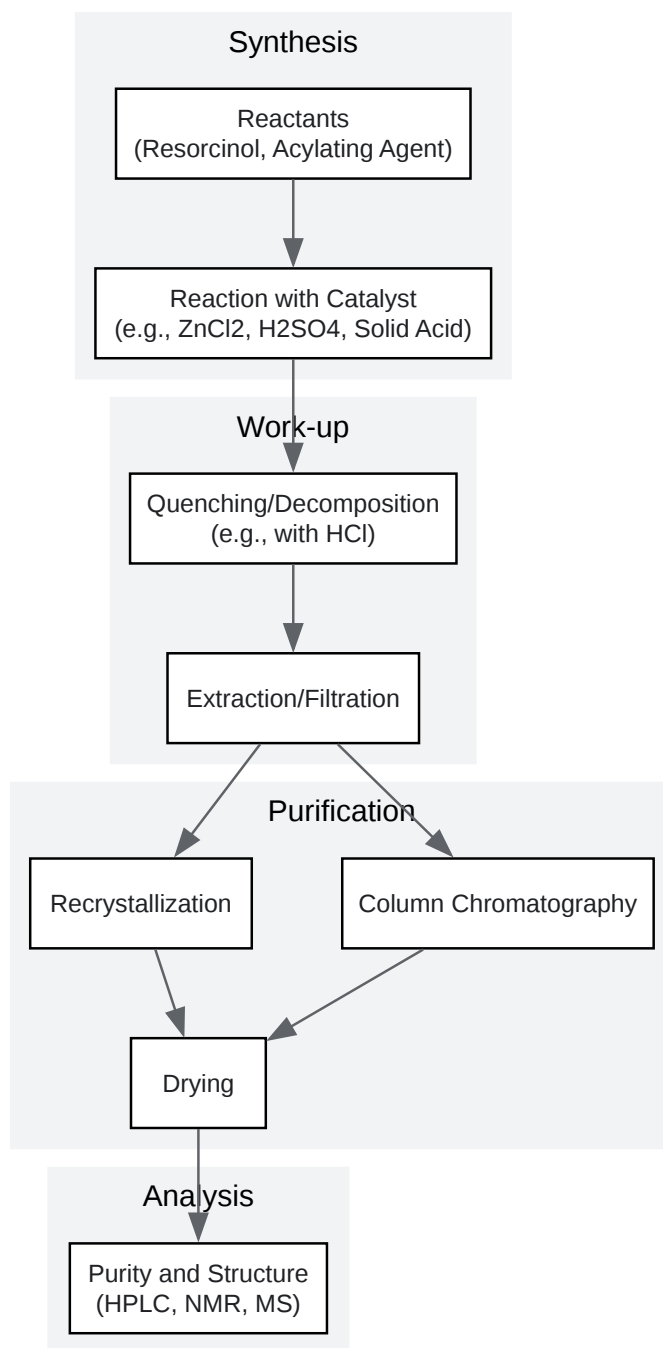 Synthesis
Reactants
(Resorcinol, Acylating Agent)
Reaction with Catalyst
(e.g., ZnCl2, H2SO4, Solid Acid)
Work-up
Quenching/Decomposition
(e.g., with HCl)
Extraction/Filtration
Purification
Recrystallization
Column Chromatography
Drying
Analysis
Purity and Structure
(HPLC, NMR, MS)